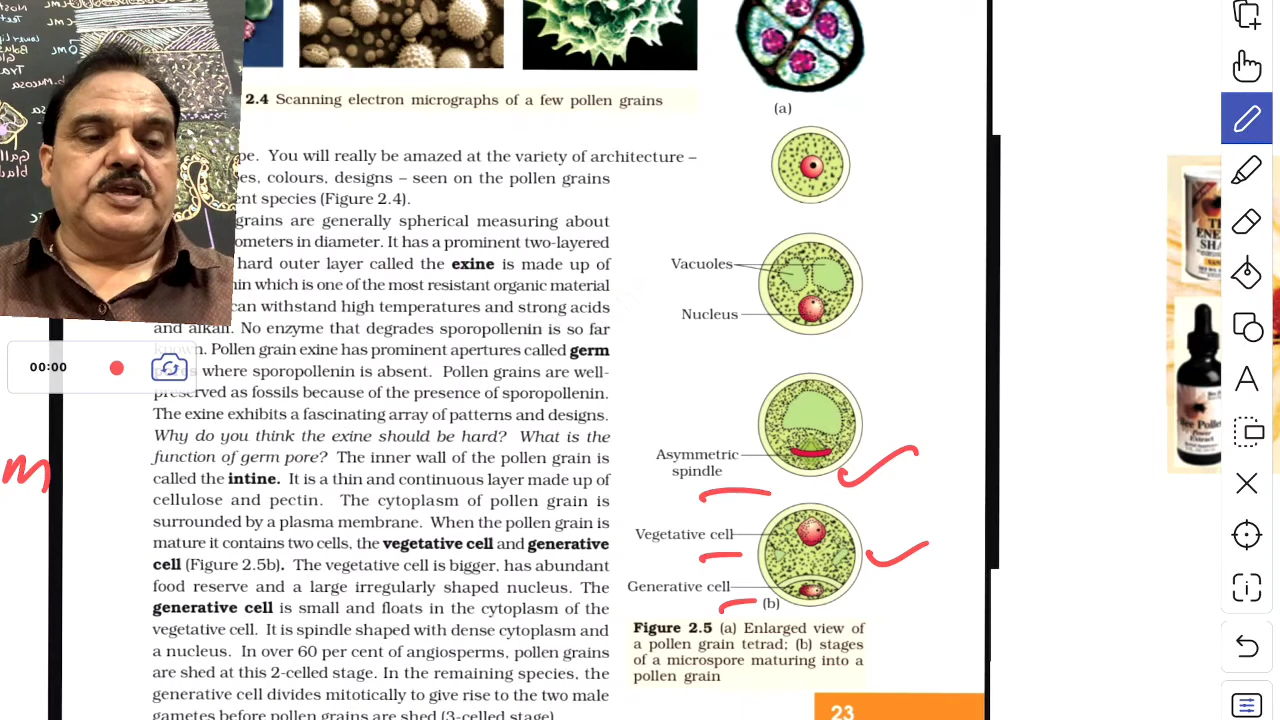 2.4 Scanning electron micrographs of a few pollen grains
(a)
You will really be amazed at the variety of architecture –
colours, designs – seen on the pollen grains
species (Figure 2.4).
grains are generally spherical measuring about
in diameter. It has a prominent two-layered
hard outer layer called the exine is made up of
which is one of the most resistant organic material
can withstand high temperatures and strong acids
and alkali. No enzyme that degrades sporopollenin is so far
known. Pollen grain exine has prominent apertures called germ
pores where sporopollenin is absent. Pollen grains are well-
preserved as fossils because of the presence of sporopollenin.
The exine exhibits a fascinating array of patterns and designs.
Why do you think the exine should be hard? What is the
function of germ pore? The inner wall of the pollen grain is
called the intine. It is a thin and continuous layer made up of
cellulose and pectin. The cytoplasm of pollen grain is
surrounded by a plasma membrane. When the pollen grain is
mature it contains two cells, the vegetative cell and generative
cell (Figure 2.5b). The vegetative cell is bigger, has abundant
food reserve and a large irregularly shaped nucleus. The
generative cell is small and floats in the cytoplasm of the
vegetative cell. It is spindle shaped with dense cytoplasm and
a nucleus. In over 60 per cent of angiosperms, pollen grains
are shed at this 2-celled stage. In the remaining species, the
generative cell divides mitotically to give rise to the two male
gametes before pollen grains are shed (3-celled stage).
Vacuoles
Nucleus
Asymmetric
spindle
Vegetative cell
Generative cell
(b)
Figure 2.5 (a) Enlarged view of
a pollen grain tetrad; (b) stages
of a microspore maturing into a
pollen grain
23
00:00
m
A